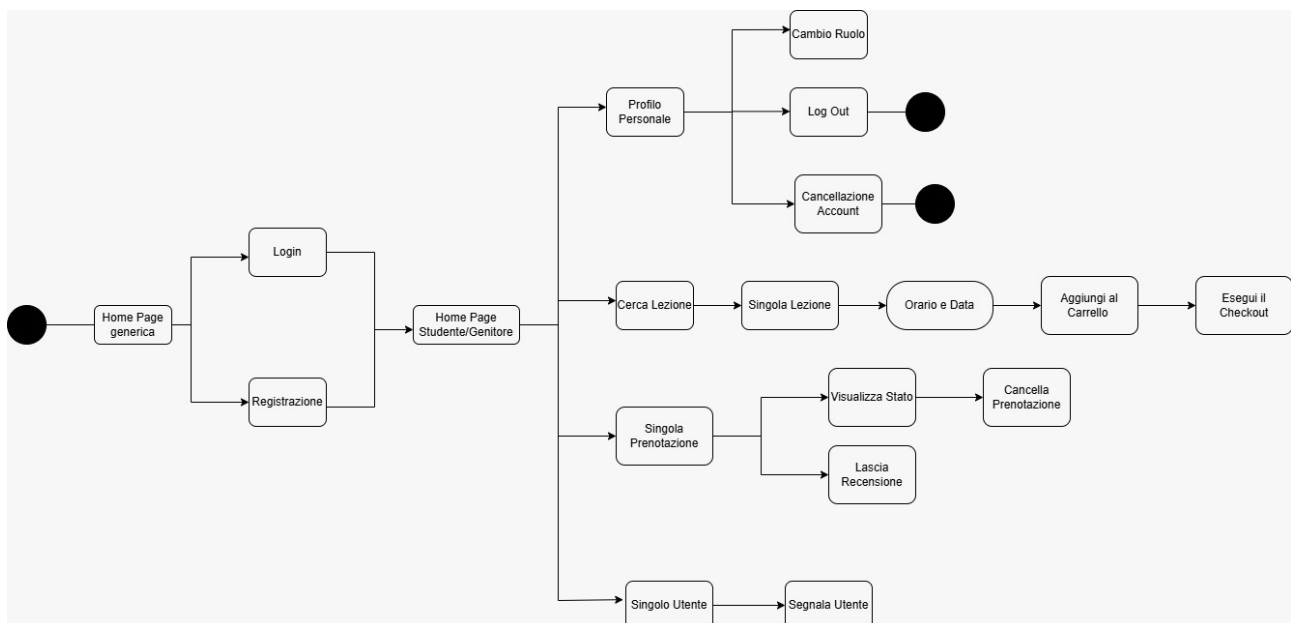 Cambio Ruolo
Profilo
Personale
Log Out
Cancellazione
Account
Login
Home Page
generica
Registrazione
Home Page
Studente/Genitore
Cerca Lezione
Singola Lezione
Orario e Data
Aggiungi al
Carrello
Esegui il
Checkout
Singola
Prenotazione
Visualizza Stato
Cancella
Prenotazione
Lascia
Recensione
Singolo Utente
Segnala Utente